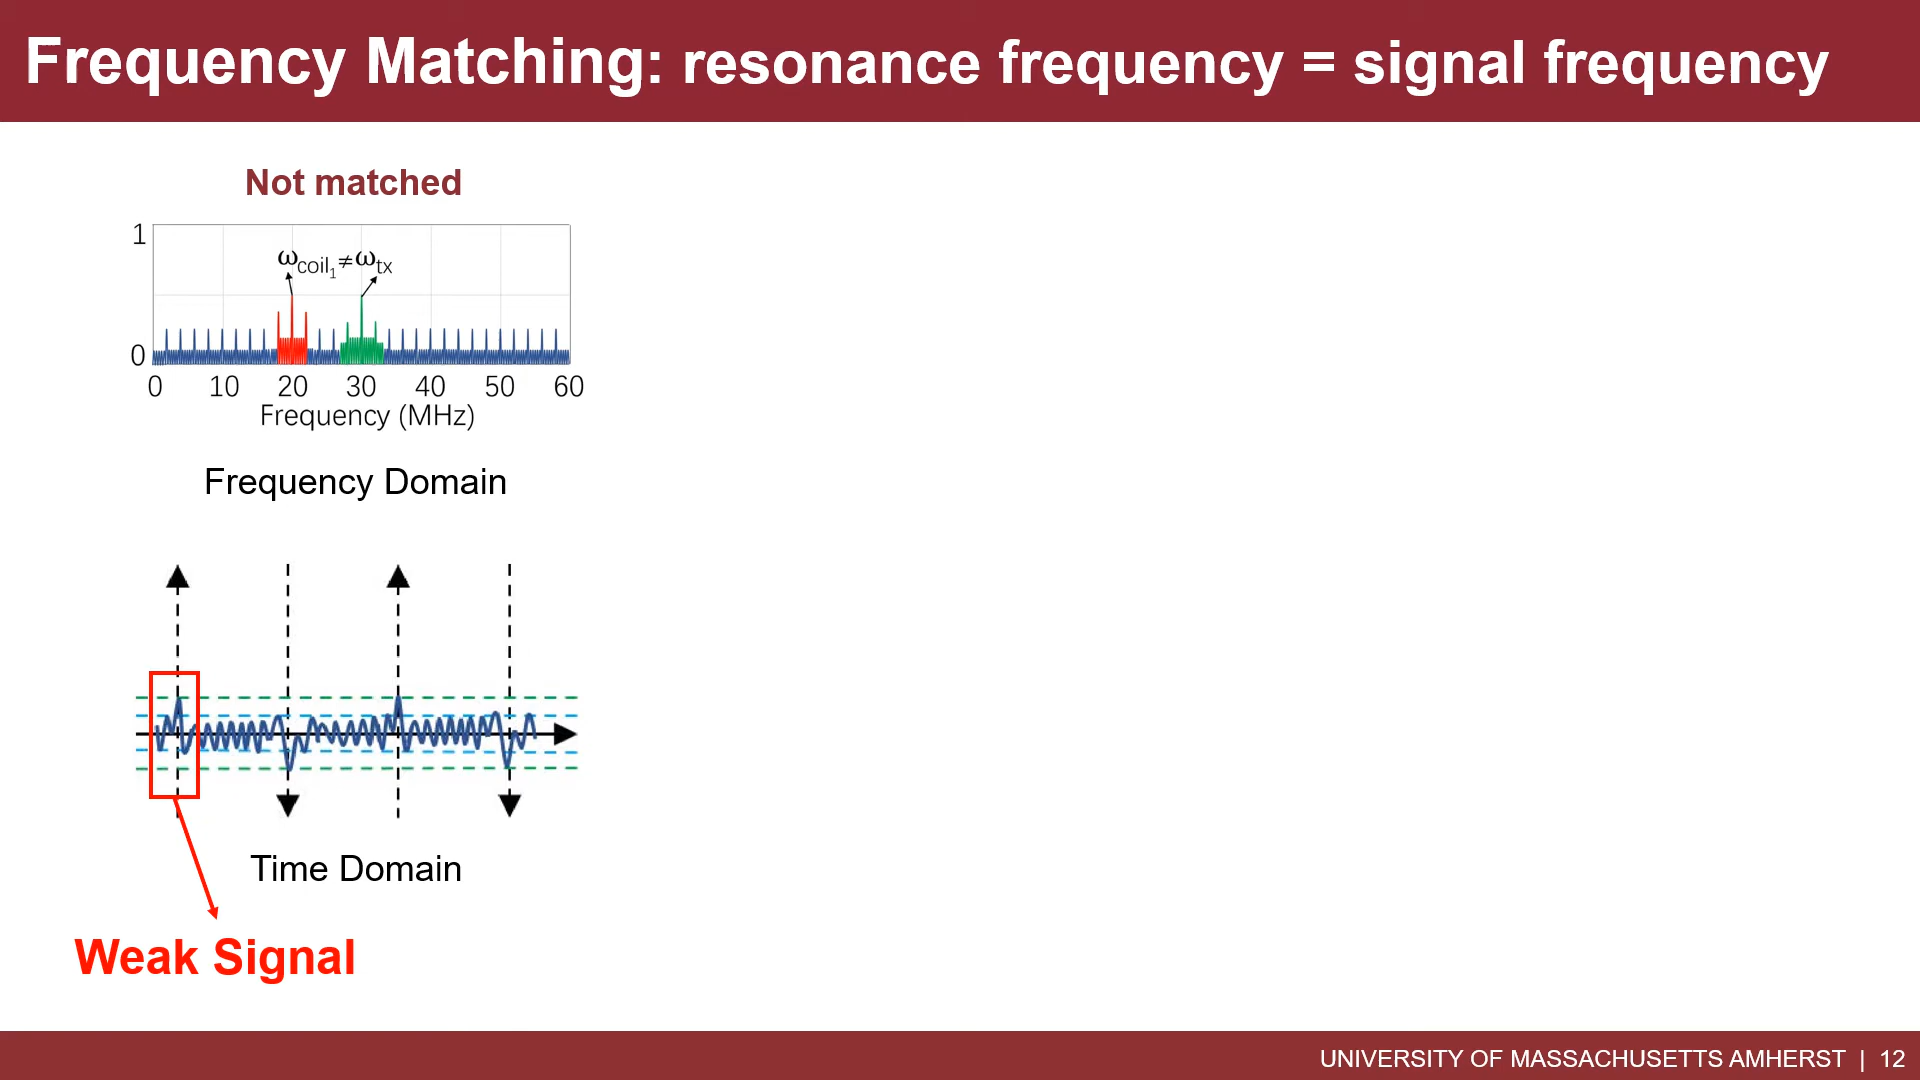 Frequency Matching: resonance frequency = signal frequency
Not matched
1
ωcoil₁≠ωtx
0
0 10 20 30 40 50 60
Frequency (MHz)
Frequency Domain
Time Domain
Weak Signal
UNIVERSITY OF MASSACHUSETTS AMHERST | 12